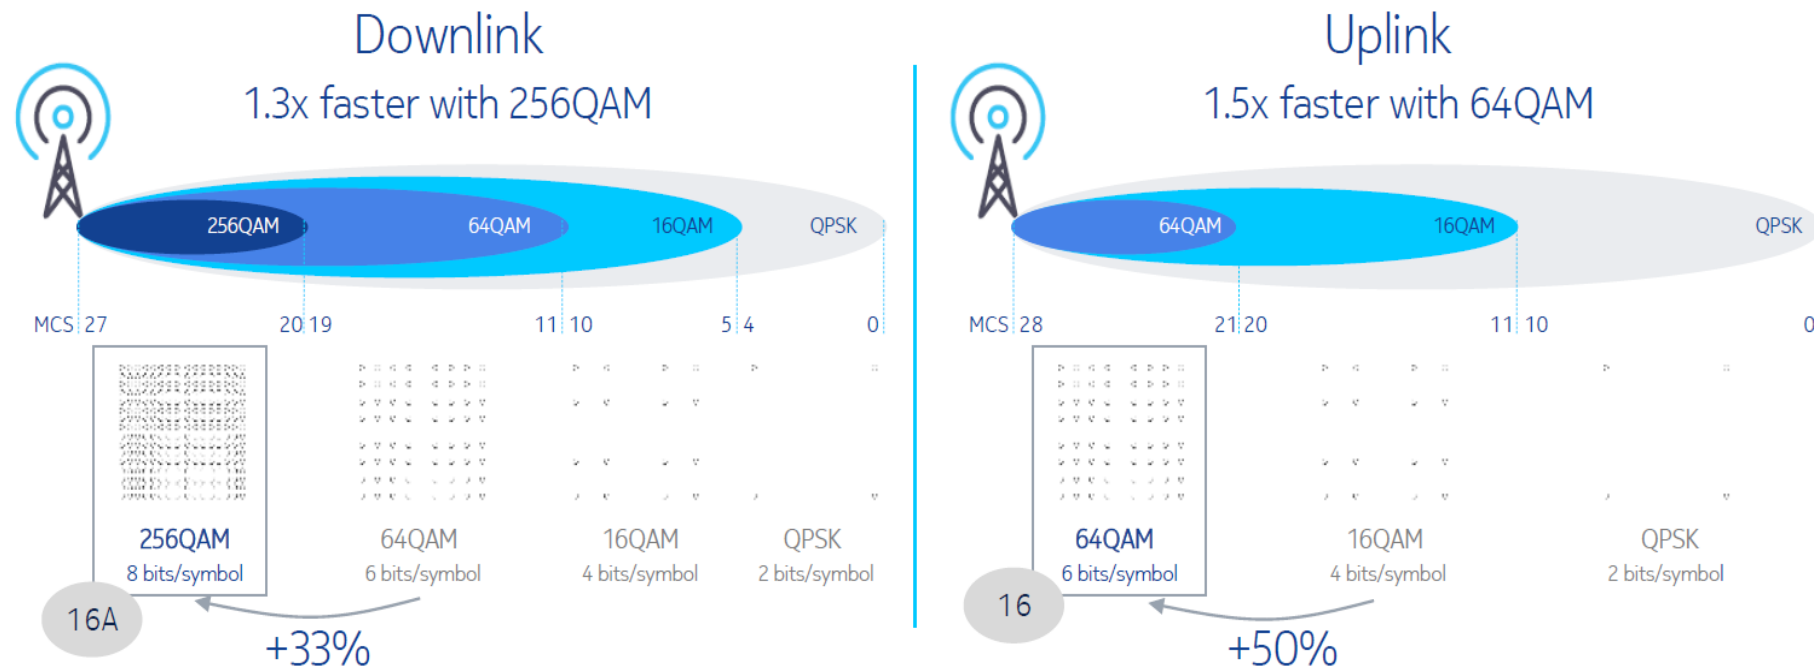 Downlink
1.3x faster with 256QAM
256QAM 64QAM 16QAM QPSK
MCS 27 20 19 11 10 5 4 0
256QAM 64QAM 16QAM QPSK
8 bits/symbol 6 bits/symbol 4 bits/symbol 2 bits/symbol
16A
+33%
Uplink
1.5x faster with 64QAM
64QAM 16QAM QPSK
MCS 28 21 20 11 10 0
64QAM 16QAM QPSK
6 bits/symbol 4 bits/symbol 2 bits/symbol
16
+50%